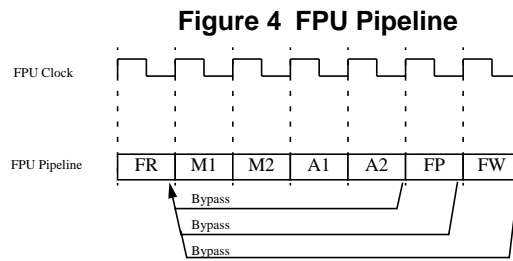 Figure 4 FPU Pipeline
FPU Clock
FPU Pipeline FR M1 M2 A1 A2 FP FW
Bypass
Bypass
Bypass